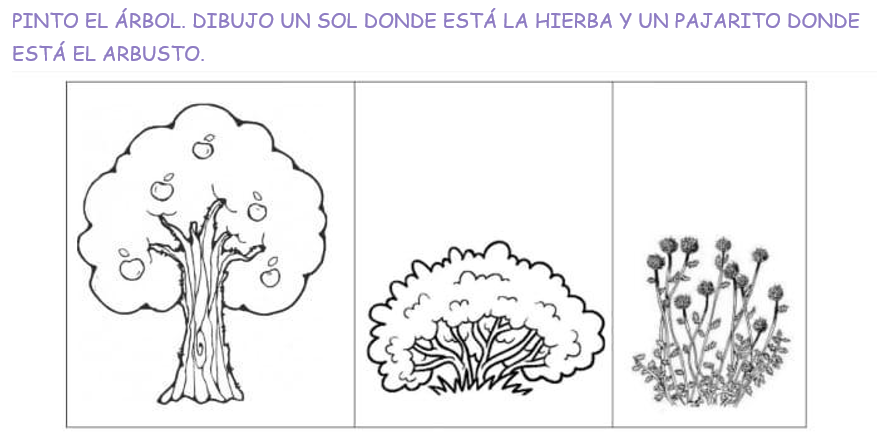 PINTO EL ÁRBOL. DIBUJO UN SOL DONDE ESTÁ LA HIERBA Y UN PAJARITO DONDE
ESTÁ EL ARBUSTO.